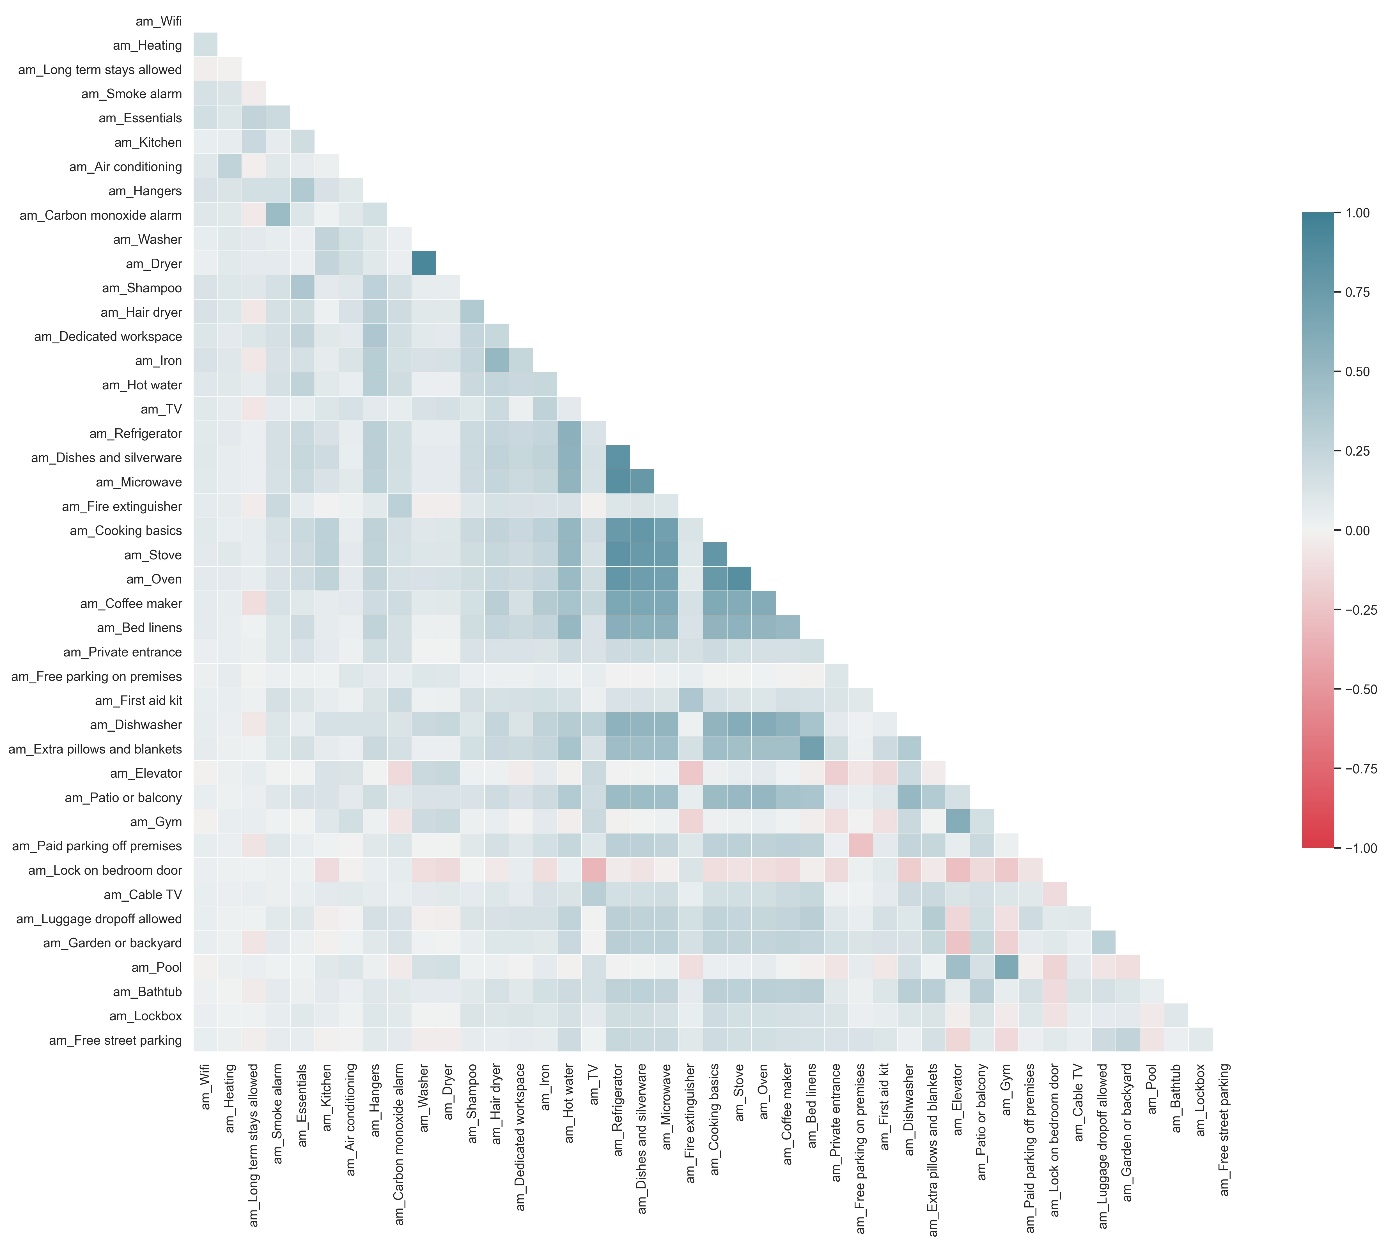 am_Wifi
am_Heating
am_Long term stays allowed
am_Smoke alarm
am_Essentials
am_Kitchen
am_Air conditioning
am_Hangers
am_Carbon monoxide alarm
am_Washer
am_Dryer
am_Shampoo
am_Hair dryer
am_Dedicated workspace
am_Iron
am_Hot water
am_TV
am_Refrigerator
am_Dishes and silverware
am_Microwave
am_Fire extinguisher
am_Cooking basics
am_Stove
am_Oven
am_Coffee maker
am_Bed linens
am_Private entrance
am_Free parking on premises
am_First aid kit
am_Dishwasher
am_Extra pillows and blankets
am_Elevator
am_Patio or balcony
am_Gym
am_Paid parking off premises
am_Lock on bedroom door
am_Cable TV
am_Luggage dropoff allowed
am_Garden or backyard
am_Pool
am_Bathtub
am_Lockbox
am_Free street parking
am_Wifi
am_Heating
am_Long term stays allowed
am_Smoke alarm
am_Essentials
am_Kitchen
am_Air conditioning
am_Hangers
am_Carbon monoxide alarm
am_Washer
am_Dryer
am_Shampoo
am_Hair dryer
am_Dedicated workspace
am_Iron
am_Hot water
am_TV
am_Refrigerator
am_Dishes and silverware
am_Microwave
am_Fire extinguisher
am_Cooking basics
am_Stove
am_Oven
am_Coffee maker
am_Bed linens
am_Private entrance
am_Free parking on premises
am_First aid kit
am_Dishwasher
am_Extra pillows and blankets
am_Elevator
am_Patio or balcony
am_Gym
am_Paid parking off premises
am_Lock on bedroom door
am_Cable TV
am_Luggage dropoff allowed
am_Garden or backyard
am_Pool
am_Bathtub
am_Lockbox
am_Free street parking
1.00
0.75
0.50
0.25
0.00
−0.25
−0.50
−0.75
−1.00